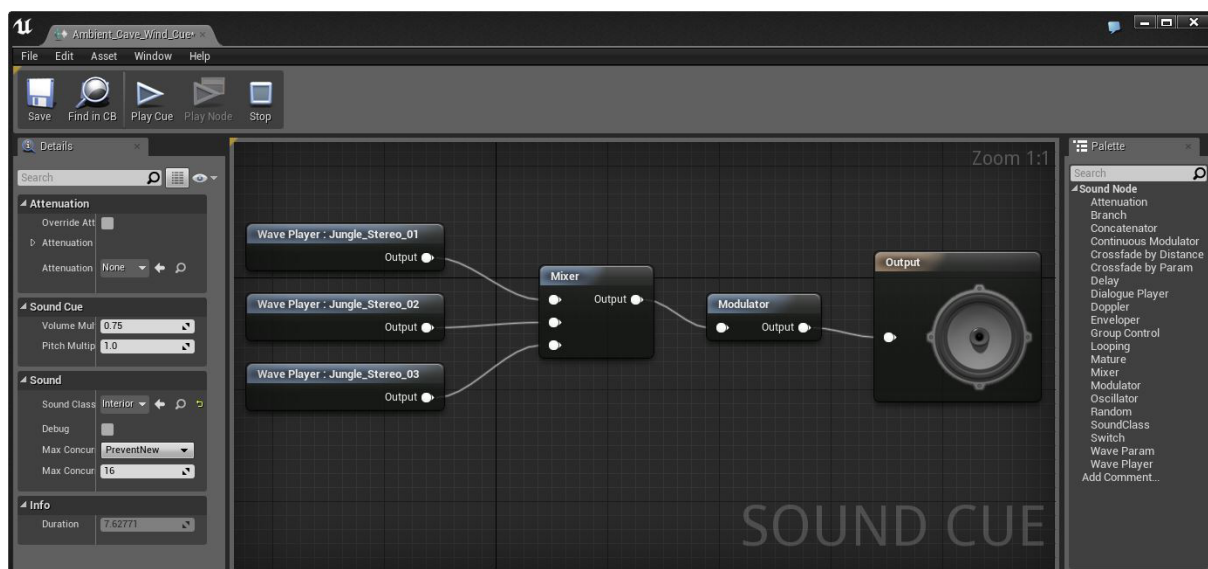 Ambient_Cave_Wind_Cue*
File Edit Asset Window Help
Save Find in CB Play Cue Play Node Stop
Details
Search
Attenuation
Override Att
Attenuation
Attenuation None
Sound Cue
Volume Mul 0.75
Pitch Multip 1.0
Sound
Sound Class Interior
Debug
Max Concur PreventNew
Max Concur 16
Info
Duration 7.62771
Zoom 1:1
Wave Player : Jungle_Stereo_01
Output
Wave Player : Jungle_Stereo_02
Output
Wave Player : Jungle_Stereo_03
Output
Mixer
Output
Modulator
Output
Output
SOUND CUE
Palette
Search
Sound Node
Attenuation
Branch
Concatenator
Continuous Modulator
Crossfade by Distance
Crossfade by Param
Delay
Dialogue Player
Doppler
Enveloper
Group Control
Looping
Mature
Mixer
Modulator
Oscillator
Random
SoundClass
Switch
Wave Param
Wave Player
Add Comment...